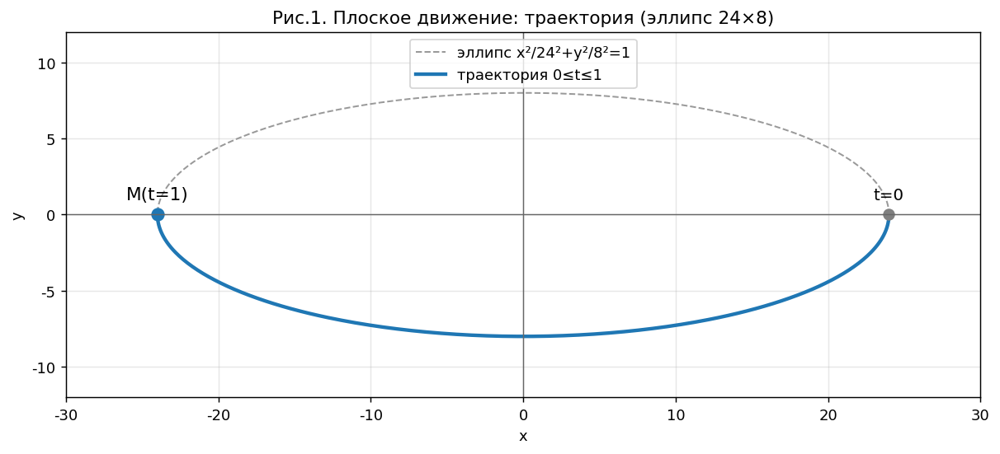 Рис.1. Плоское движение: траектория (эллипс 24×8)
эллипс x²/24²+y²/8²=1
траектория 0≤t≤1
10
5
0
-5
-10
y
M(t=1)
t=0
-30
-20
-10
0
10
20
30
x